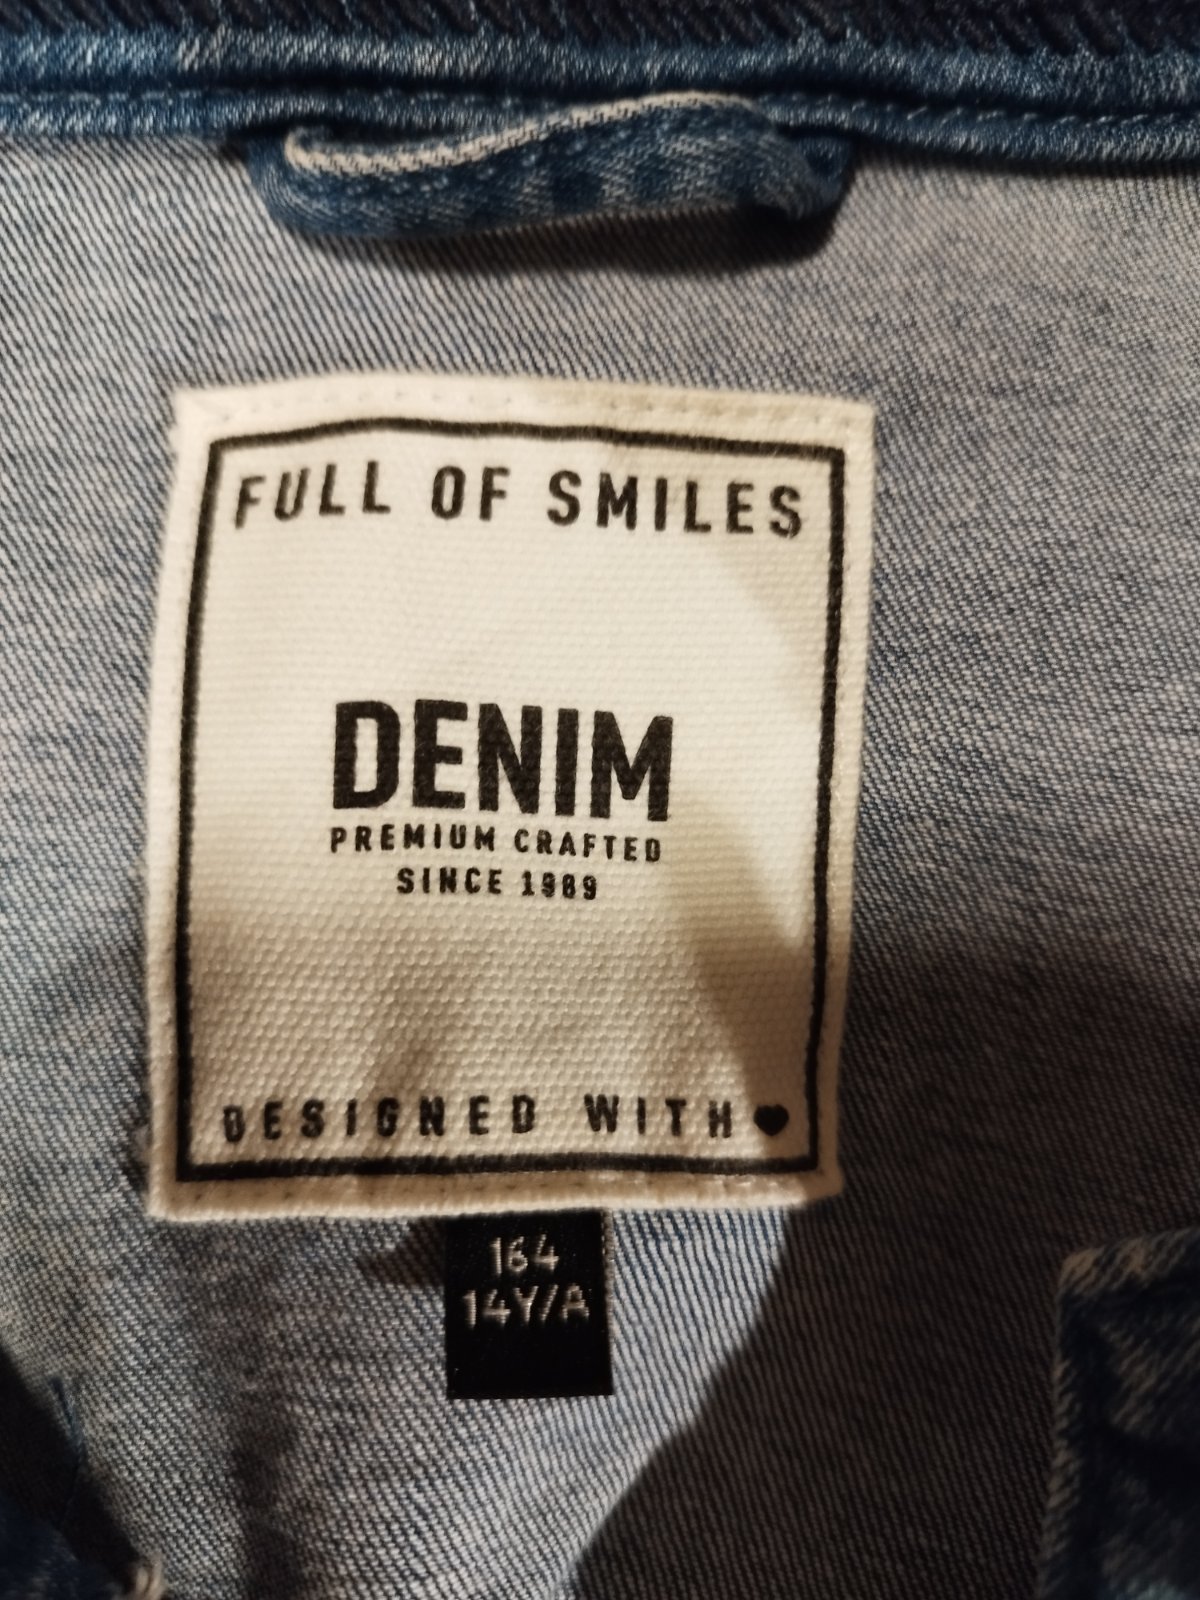 FULL OF SMILES
DENIM
PREMIUM CRAFTED
SINCE 1989
DESIGNED WITH ♥
164
14Y/A